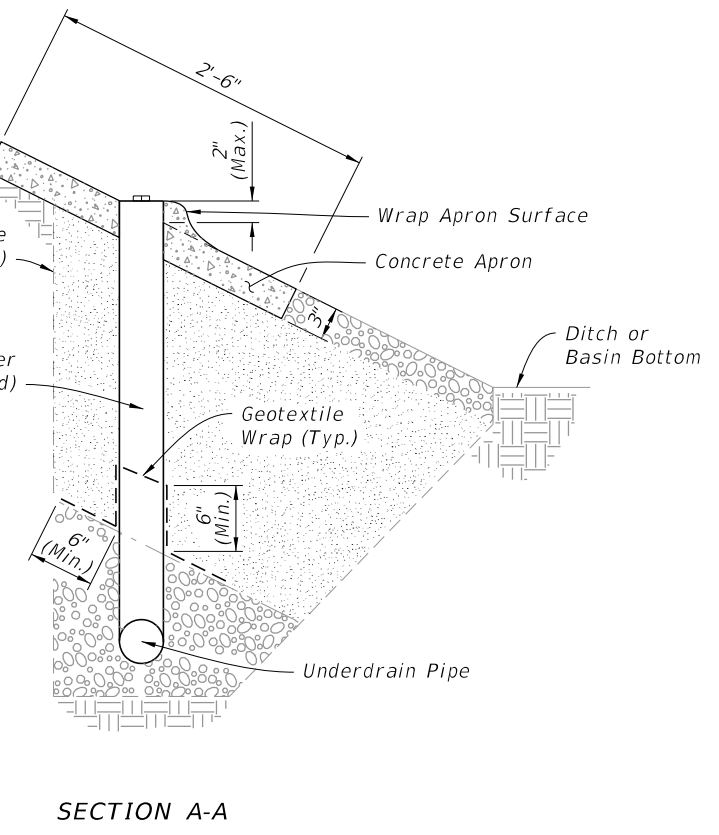 2'-6"
2"
(Max.)
Wrap Apron Surface
Concrete Apron
3"
Ditch or
Basin Bottom
Geotextile
Wrap (Typ.)
6"
(Min.)
6"
(Min.)
Underdrain Pipe
SECTION A-A